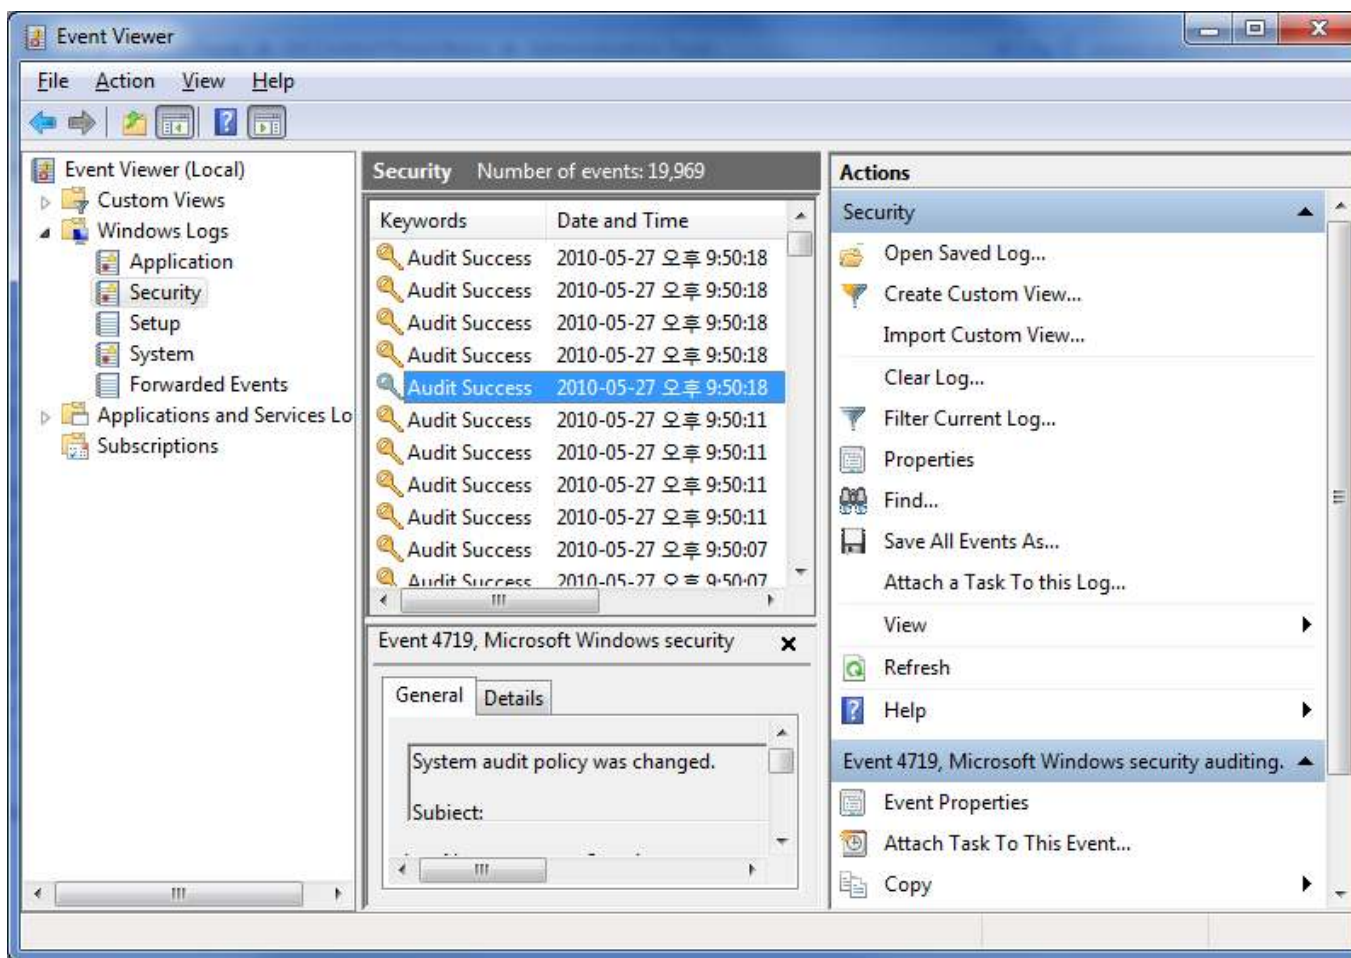 Event Viewer
File Action View Help
Event Viewer (Local)
Custom Views
Windows Logs
Application
Security
Setup
System
Forwarded Events
Applications and Services Lo
Subscriptions
Security Number of events: 19,969
Keywords Date and Time
Audit Success 2010-05-27 오후 9:50:18
Audit Success 2010-05-27 오후 9:50:18
Audit Success 2010-05-27 오후 9:50:18
Audit Success 2010-05-27 오후 9:50:18
Audit Success 2010-05-27 오후 9:50:18
Audit Success 2010-05-27 오후 9:50:11
Audit Success 2010-05-27 오후 9:50:11
Audit Success 2010-05-27 오후 9:50:11
Audit Success 2010-05-27 오후 9:50:11
Audit Success 2010-05-27 오후 9:50:07
Audit Success 2010-05-27 오후 9:50:07
Event 4719, Microsoft Windows security
General Details
System audit policy was changed.
Subject:
Actions
Security
Open Saved Log...
Create Custom View...
Import Custom View...
Clear Log...
Filter Current Log...
Properties
Find...
Save All Events As...
Attach a Task To this Log...
View
Refresh
Help
Event 4719, Microsoft Windows security auditing.
Event Properties
Attach Task To This Event...
Copy